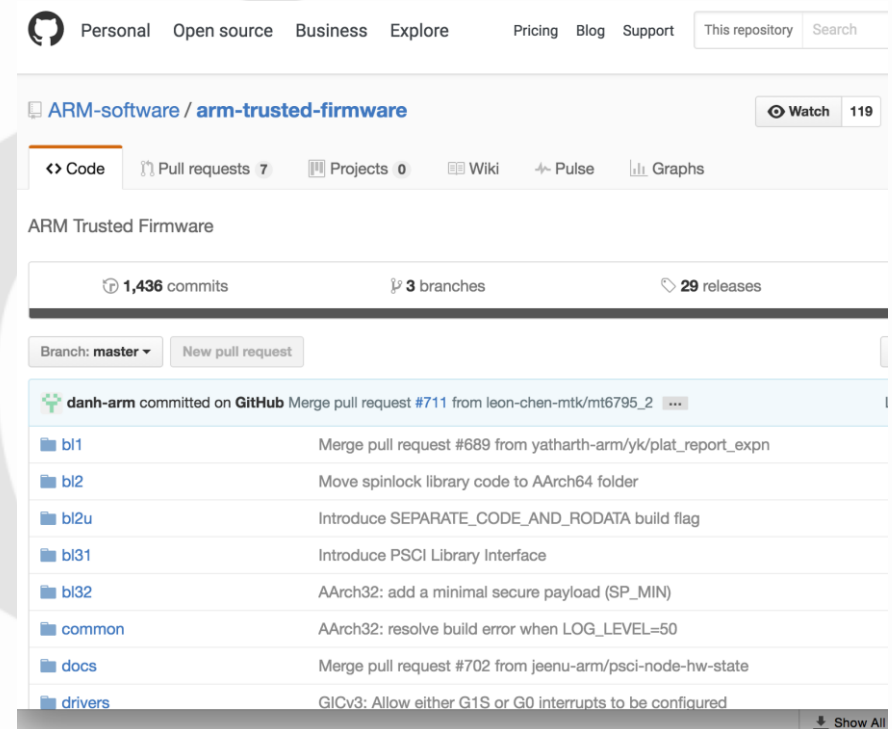 Personal Open source Business Explore Pricing Blog Support This repository Search
ARM-software / arm-trusted-firmware Watch 119
<> Code Pull requests 7 Projects 0 Wiki Pulse Graphs
ARM Trusted Firmware
1,436 commits 3 branches 29 releases
Branch: master New pull request
danh-arm committed on GitHub Merge pull request #711 from leon-chen-mtk/mt6795_2 ...
bl1 Merge pull request #689 from yatharth-arm/yk/plat_report_expn
bl2 Move spinlock library code to AArch64 folder
bl2u Introduce SEPARATE_CODE_AND_RODATA build flag
bl31 Introduce PSCI Library Interface
bl32 AArch32: add a minimal secure payload (SP_MIN)
common AArch32: resolve build error when LOG_LEVEL=50
docs Merge pull request #702 from jeenu-arm/psci-node-hw-state
drivers GICv3: Allow either G1S or G0 interrupts to be configured
Show All